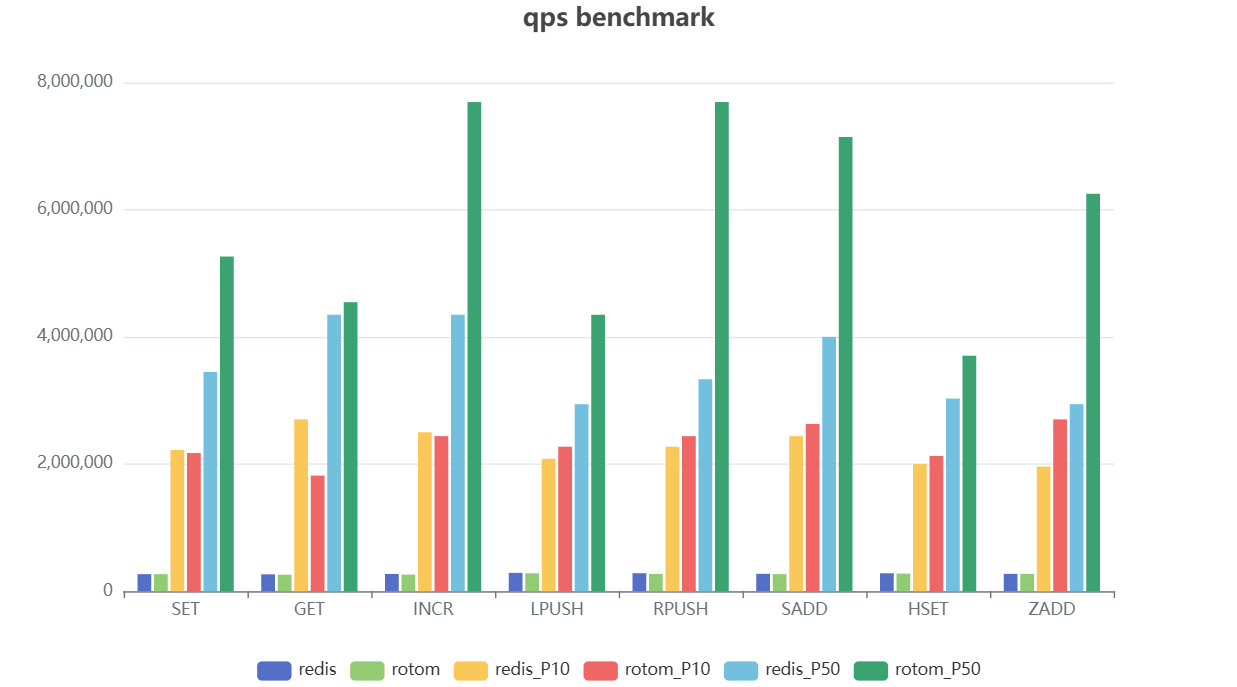 qps benchmark
8,000,000
6,000,000
4,000,000
2,000,000
0
SET GET INCR LPUSH RPUSH SADD HSET ZADD
redis rotom redis_P10 rotom_P10 redis_P50 rotom_P50